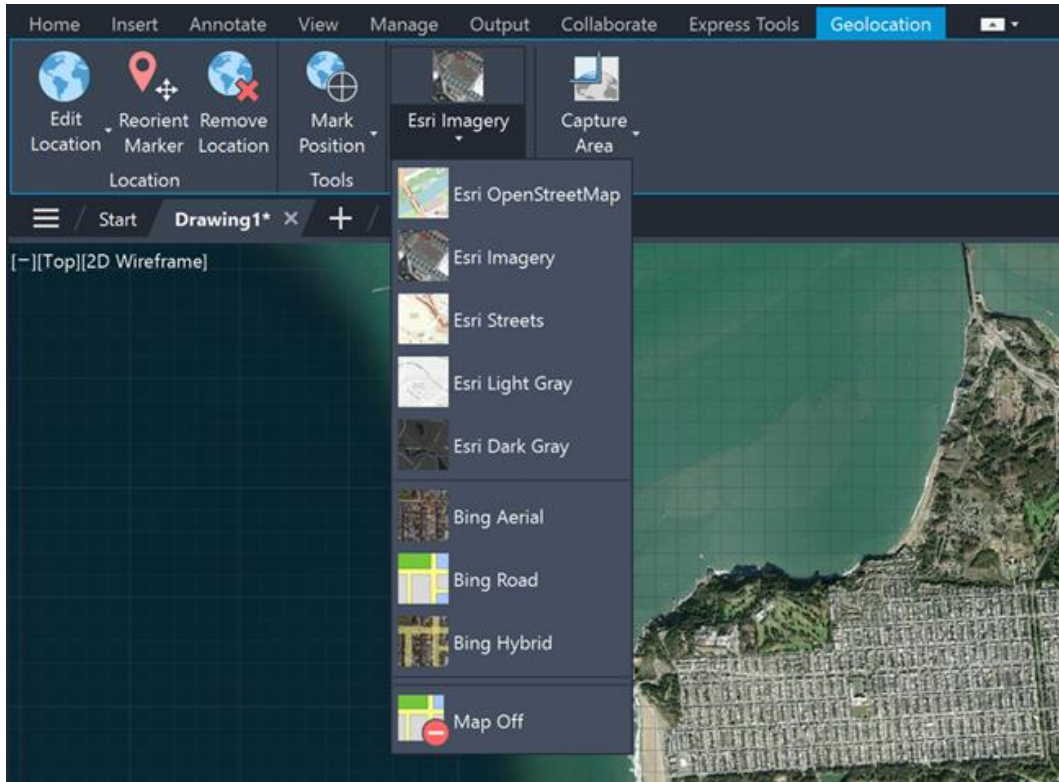 Home Insert Annotate View Manage Output Collaborate Express Tools Geolocation
Edit Location
Reorient Marker
Remove Location
Mark Position
Esri Imagery
Capture Area
Location
Tools
Start
Drawing1*
[−][Top][2D Wireframe]
Esri OpenStreetMap
Esri Imagery
Esri Streets
Esri Light Gray
Esri Dark Gray
Bing Aerial
Bing Road
Bing Hybrid
Map Off